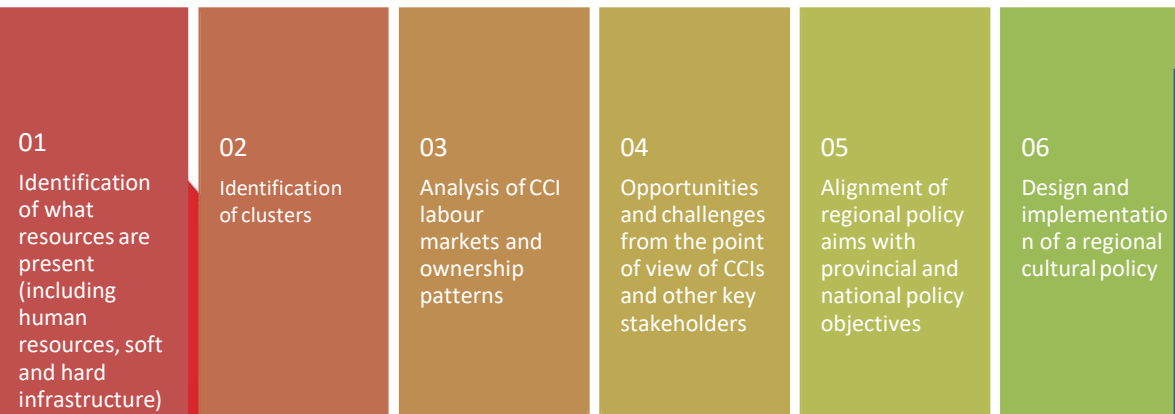 01
Identification
of what
resources are
present
(including
human
resources, soft
and hard
infrastructure)
02
Identification
of clusters
03
Analysis of CCI
labour
markets and
ownership
patterns
04
Opportunities
and challenges
from the point
of view of CCIs
and other key
stakeholders
05
Alignment of
regional policy
aims with
provincial and
national policy
objectives
06
Design and
implementatio
n of a regional
cultural policy